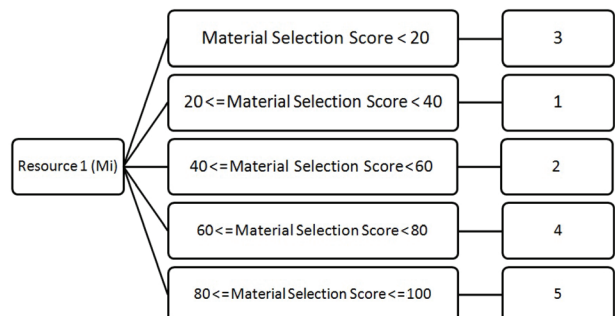 Material Selection Score < 20
3
20<=Material Selection Score<40
1
Resource 1 (Mi)
40<=Material Selection Score<60
2
60<=Material Selection Score<80
4
80<=Material Selection Score<=100
5